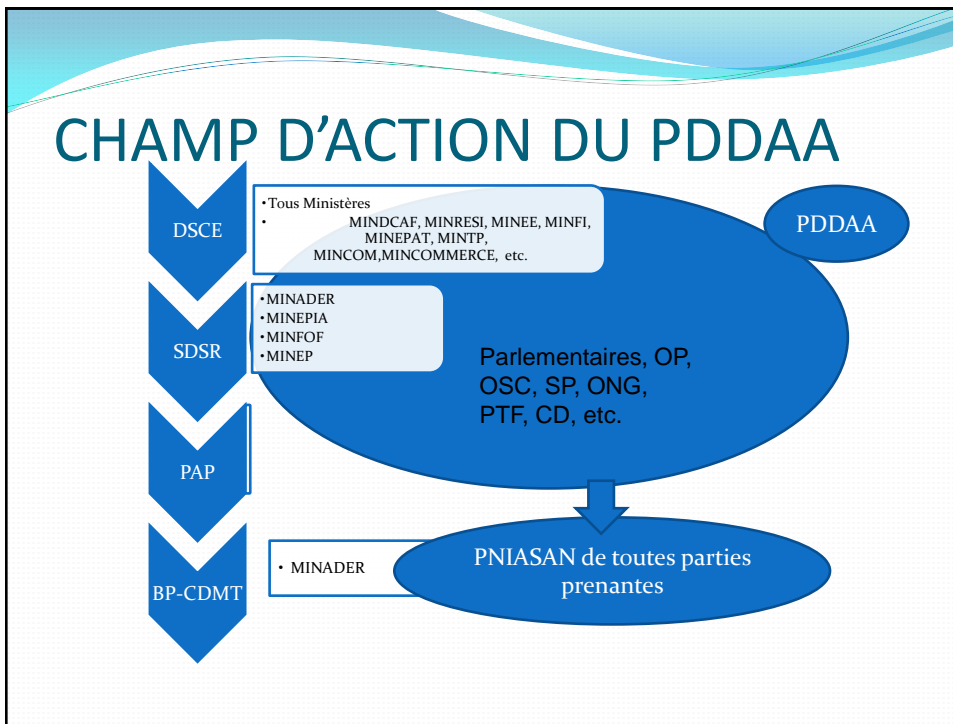 CHAMP D’ACTION DU PDDAA
DSCE
•Tous Ministères
• MINDCAF, MINRESI, MINEE, MINFI,
MINEPAT, MINTP,
MINCOM,MINCOMMERCE, etc.
PDDAA
SDSR
•MINADER
•MINEPIA
•MINFOF
•MINEP
Parlementaires, OP,
OSC, SP, ONG,
PTF, CD, etc.
PAP
BP-CDMT
• MINADER
PNIASAN de toutes parties
prenantes